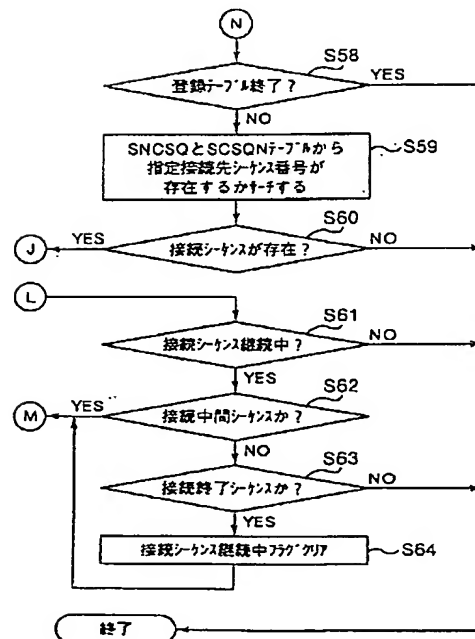 N
S58
登録テーブル終了？
YES
NO
SNCSQとSCSQNテーブルから
指定接続先シーケンス番号が
存在するかサーチする
S59
S60
J
YES
接続シーケンスが存在？
NO
L
S61
接続シーケンス継続中？
NO
YES
S62
M
YES
接続中間シーケンスか？
NO
S63
接続終了シーケンスか？
NO
YES
接続シーケンス継続中フラグクリア
S64
終了